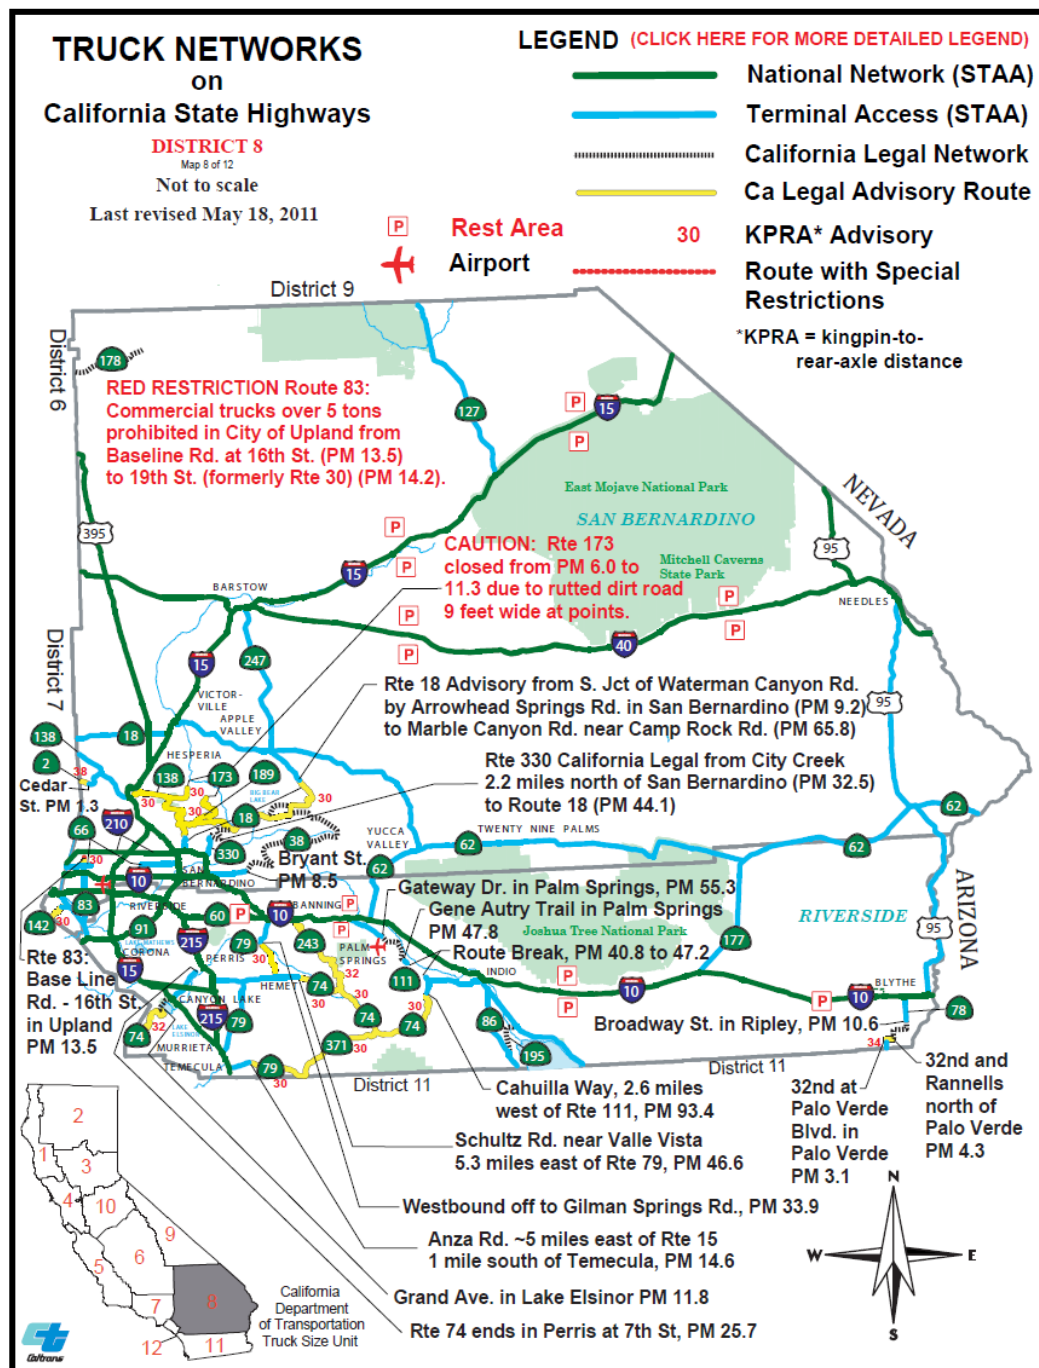 TRUCK NETWORKS
on
California State Highways
DISTRICT 8
Map 8 of 12
Not to scale
Last revised May 18, 2011
LEGEND (CLICK HERE FOR MORE DETAILED LEGEND)
National Network (STAA)
Terminal Access (STAA)
California Legal Network
Ca Legal Advisory Route
P Rest Area
30 KPRA* Advisory
Airport
Route with Special
Restrictions
*KPRA = kingpin-to-
rear-axle distance
District 9
District 6
178
RED RESTRICTION Route 83:
Commercial trucks over 5 tons
prohibited in City of Upland from
Baseline Rd. at 16th St. (PM 13.5)
to 19th St. (formerly Rte 30) (PM 14.2).
127
P
15
P
East Mojave National Park
SAN BERNARDINO
Mitchell Caverns
State Park
NEVADA
395
P
P
15
95
CAUTION: Rte 173
closed from PM 6.0 to
11.3 due to rutted dirt road
9 feet wide at points.
BARSTOW
NEEDLES
P
P
P
P
40
District 7
15
247
VICTOR-
VILLE
APPLE
VALLEY
Rte 18 Advisory from S. Jct of Waterman Canyon Rd.
by Arrowhead Springs Rd. in San Bernardino (PM 9.2)
to Marble Canyon Rd. near Camp Rock Rd. (PM 65.8)
95
138
18
HESPERIA
2
38
138
173
189
Rte 330 California Legal from City Creek
2.2 miles north of San Bernardino (PM 32.5)
to Route 18 (PM 44.1)
Cedar
St. PM 1.3
30
30
30
BIG BEAR
LAKE
30
18
62
66
210
330
38
YUCCA
VALLEY
TWENTY NINE PALMS
62
62
62
30
Bryant St.
PM 8.5
10
SAN
BERNARDINO
83
RIVERSIDE
60
P
10
BANNING
P
P
Gateway Dr. in Palm Springs, PM 55.3
Gene Autry Trail in Palm Springs
PM 47.8
Joshua Tree National Park
Route Break, PM 40.8 to 47.2
RIVERSIDE
ARIZONA
142
30
91
LAKE MATHEWS
CORONA
215
PERRIS
79
243
PALM
SPRINGS
177
95
Rte 83:
Base Line
Rd. - 16th St.
in Upland
PM 13.5
15
30
HEMET
32
74
30
111
INDIO
P
P
10
P
10
BLYTHE
CANYON LAKE
LAKE
ELSINOR
32
74
215
79
74
74
30
86
Broadway St. in Ripley, PM 10.6
78
MURRIETA
TEMECULA
371
30
195
34
79
30
District 11
District 11
32nd and
Rannells
north of
Palo Verde
PM 4.3
32nd at
Palo Verde
Blvd. in
Palo Verde
PM 3.1
Cahuilla Way, 2.6 miles
west of Rte 111, PM 93.4
Schultz Rd. near Valle Vista
5.3 miles east of Rte 79, PM 46.6
Westbound off to Gilman Springs Rd., PM 33.9
Anza Rd. ~5 miles east of Rte 15
1 mile south of Temecula, PM 14.6
Grand Ave. in Lake Elsinor PM 11.8
Rte 74 ends in Perris at 7th St, PM 25.7
1
2
3
4
10
9
5
6
7
8
12
11
California
Department
of Transportation
Truck Size Unit
Caltrans
N
W
E
S